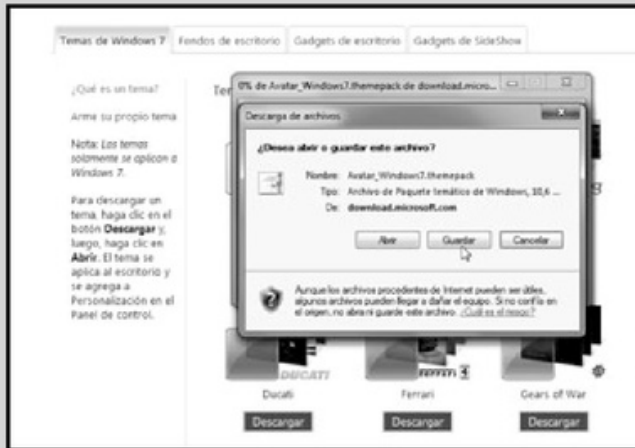 Temas de Windows 7
Fondos de escritorio
Gadgets de escritorio
Gadgets de SideShow
¿Qué es un tema?
Arme su propio tema
Nota: Los temas
solamente se aplican a
Windows 7.
Para descargar un
tema, haga clic en el
botón Descargar y,
luego, haga clic en
Abrir. El tema se
aplica al escritorio y
se agrega a
Personalización en el
Panel de control.
0% de Avatar_Windows7.themepack de download.micro...
Descarga de archivos
¿Desea abrir o guardar este archivo?
Nombre: Avatar_Windows7.themepack
Tipo: Archivo de Paquete temático de Windows, 10,6 ...
De: download.microsoft.com
Abrir
Guardar
Cancelar
Aunque los archivos procedentes de Internet pueden ser útiles,
algunos archivos pueden llegar a dañar el equipo. Si no confía en
el origen, no abra ni guarde este archivo. ¿Cuál es el riesgo?
DUCATI
Ferrari
Ducati
Ferrari
Gears of War
Descargar
Descargar
Descargar